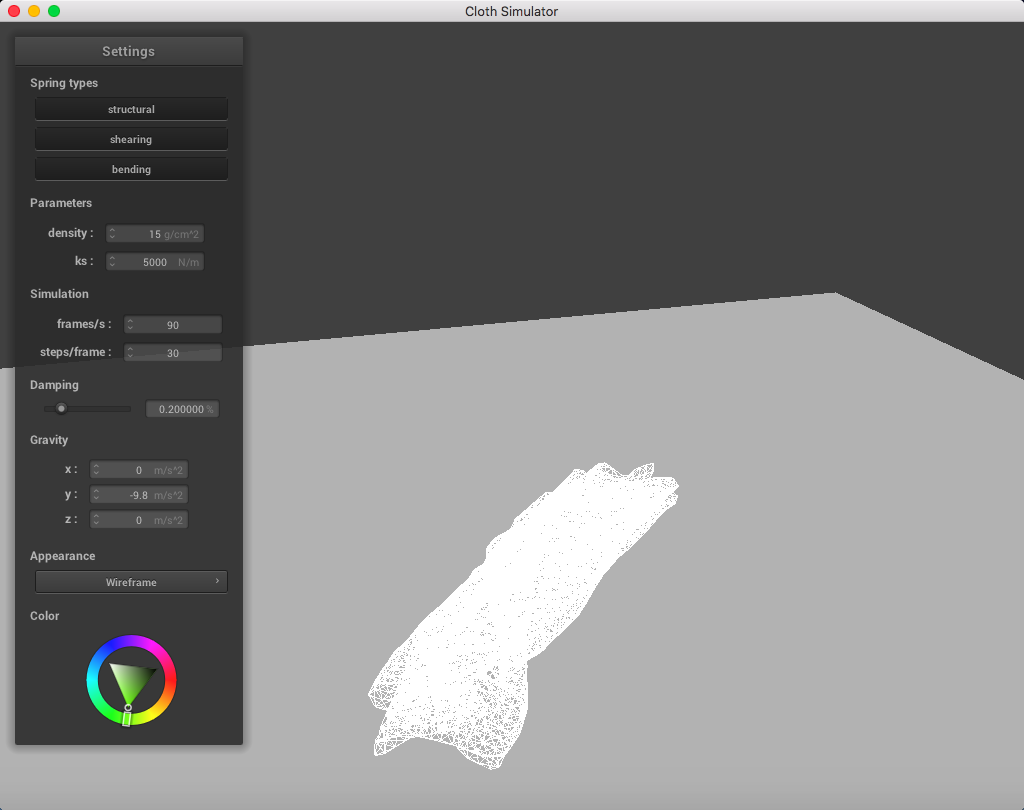 Cloth Simulator
Settings
Spring types
structural
shearing
bending
Parameters
density : 15 g/cm^2
ks : 5000 N/m
Simulation
frames/s : 90
steps/frame : 30
Damping
0.200000 %
Gravity
x : 0 m/s^2
y : -9.8 m/s^2
z : 0 m/s^2
Appearance
Wireframe
Color